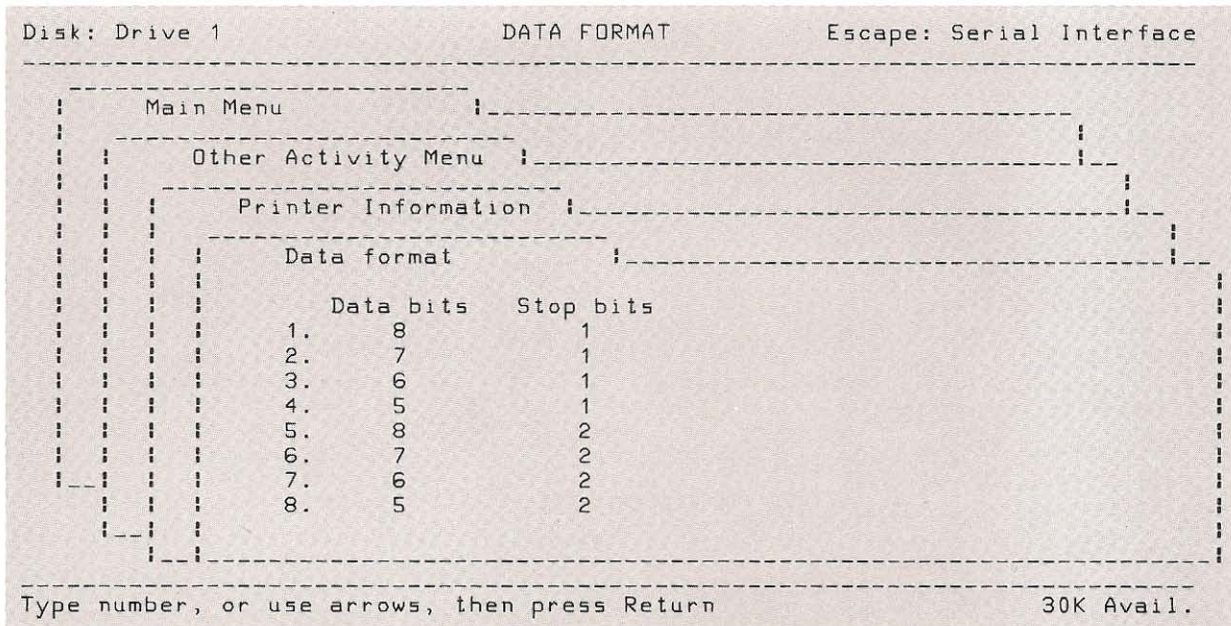 Disk: Drive 1 DATA FORMAT Escape: Serial Interface
Main Menu
Other Activity Menu
Printer Information
Data format
Data bits Stop bits
1. 8 1
2. 7 1
3. 6 1
4. 5 1
5. 8 2
6. 7 2
7. 6 2
8. 5 2
Type number, or use arrows, then press Return 30K Avail.